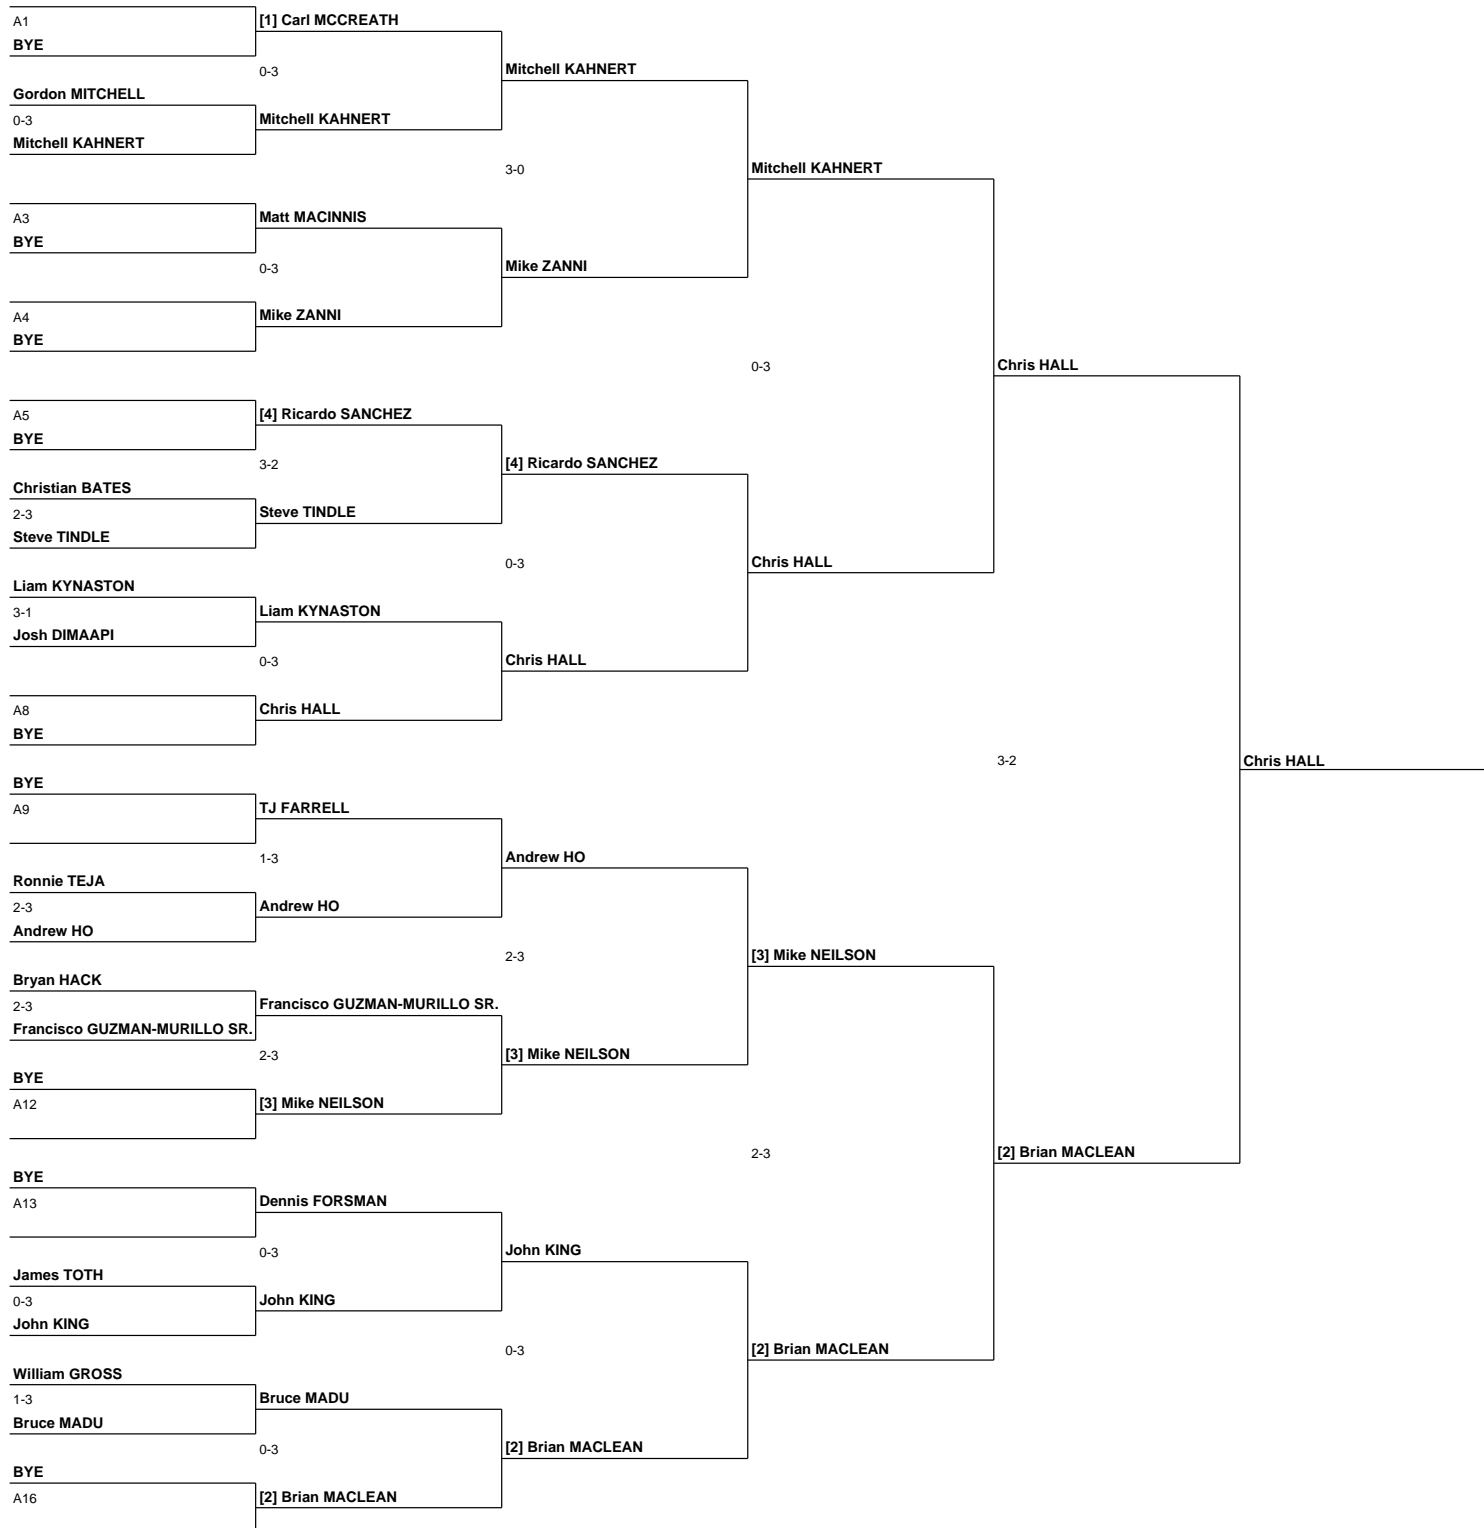 A1
BYE
[1] Carl MCCREATH
0-3
Gordon MITCHELL
0-3
Mitchell KAHNERT
Mitchell KAHNERT
Mitchell KAHNERT
3-0
A3
BYE
Matt MACINNIS
0-3
A4
BYE
Mike ZANNI
Mike ZANNI
Mitchell KAHNERT
0-3
A5
BYE
[4] Ricardo SANCHEZ
3-2
Christian BATES
2-3
Steve TINDLE
Steve TINDLE
[4] Ricardo SANCHEZ
0-3
Liam KYNASTON
3-1
Josh DIMAAPI
Liam KYNASTON
0-3
A8
BYE
Chris HALL
Chris HALL
Chris HALL
Chris HALL
3-2
Chris HALL
BYE
A9
TJ FARRELL
1-3
Ronnie TEJA
2-3
Andrew HO
Andrew HO
Andrew HO
2-3
Bryan HACK
2-3
Francisco GUZMAN-MURILLO SR.
Francisco GUZMAN-MURILLO SR.
2-3
BYE
A12
[3] Mike NEILSON
[3] Mike NEILSON
[3] Mike NEILSON
2-3
[2] Brian MACLEAN
BYE
A13
Dennis FORSMAN
0-3
James TOTH
0-3
John KING
John KING
John KING
0-3
William GROSS
1-3
Bruce MADU
Bruce MADU
0-3
BYE
A16
[2] Brian MACLEAN
[2] Brian MACLEAN
[2] Brian MACLEAN